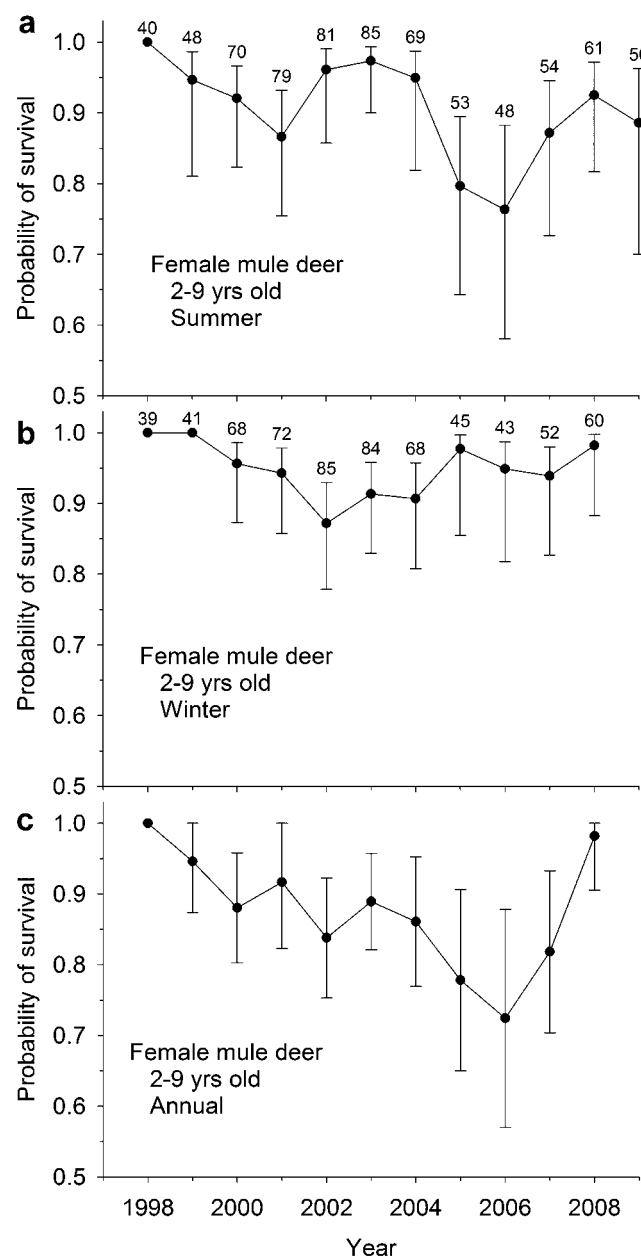 a
40 48 70 79 81 85 69 53 48 54 61
1.0
0.9
0.8
0.7
0.6
0.5
Probability of survival
Female mule deer
2-9 yrs old
Summer
b
39 41 68 72 85 84 68 45 43 52 60
1.0
0.9
0.8
0.7
0.6
0.5
Probability of survival
Female mule deer
2-9 yrs old
Winter
c
1.0
0.9
0.8
0.7
0.6
0.5
Probability of survival
Female mule deer
2-9 yrs old
Annual
1998 2000 2002 2004 2006 2008
Year